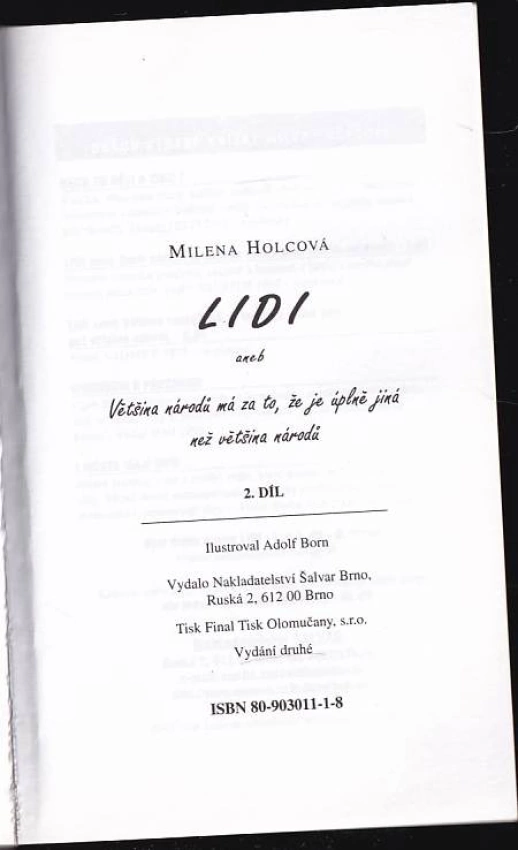 MILENA HOLCOVÁ
LIDI
aneb
Většina národů má za to, že je úplně jiná
než většina národů
2. DÍL
Ilustroval Adolf Born
Vydalo Nakladatelství Šalvar Brno,
Ruská 2, 612 00 Brno
Tisk Final Tisk Olomučany, s.r.o.
Vydání druhé
ISBN 80-903011-1-8